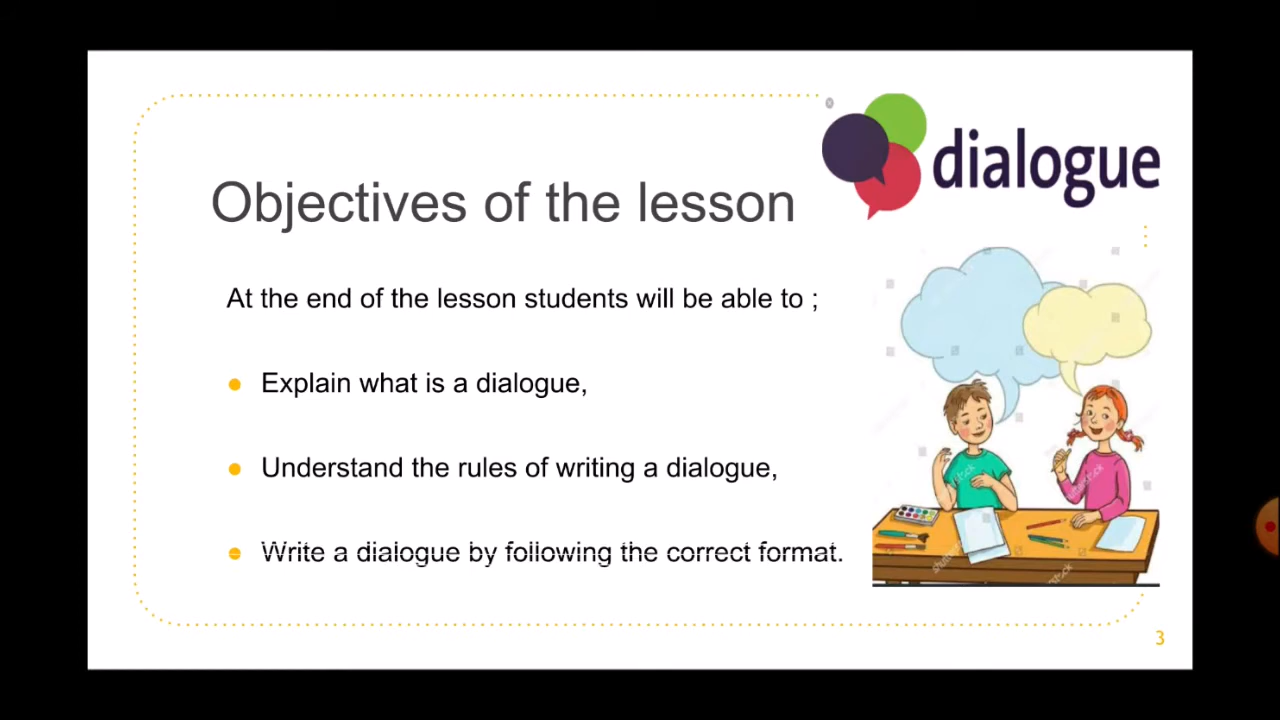 dialogue
Objectives of the lesson
At the end of the lesson students will be able to ;
Explain what is a dialogue,
Understand the rules of writing a dialogue,
Write a dialogue by following the correct format.
3